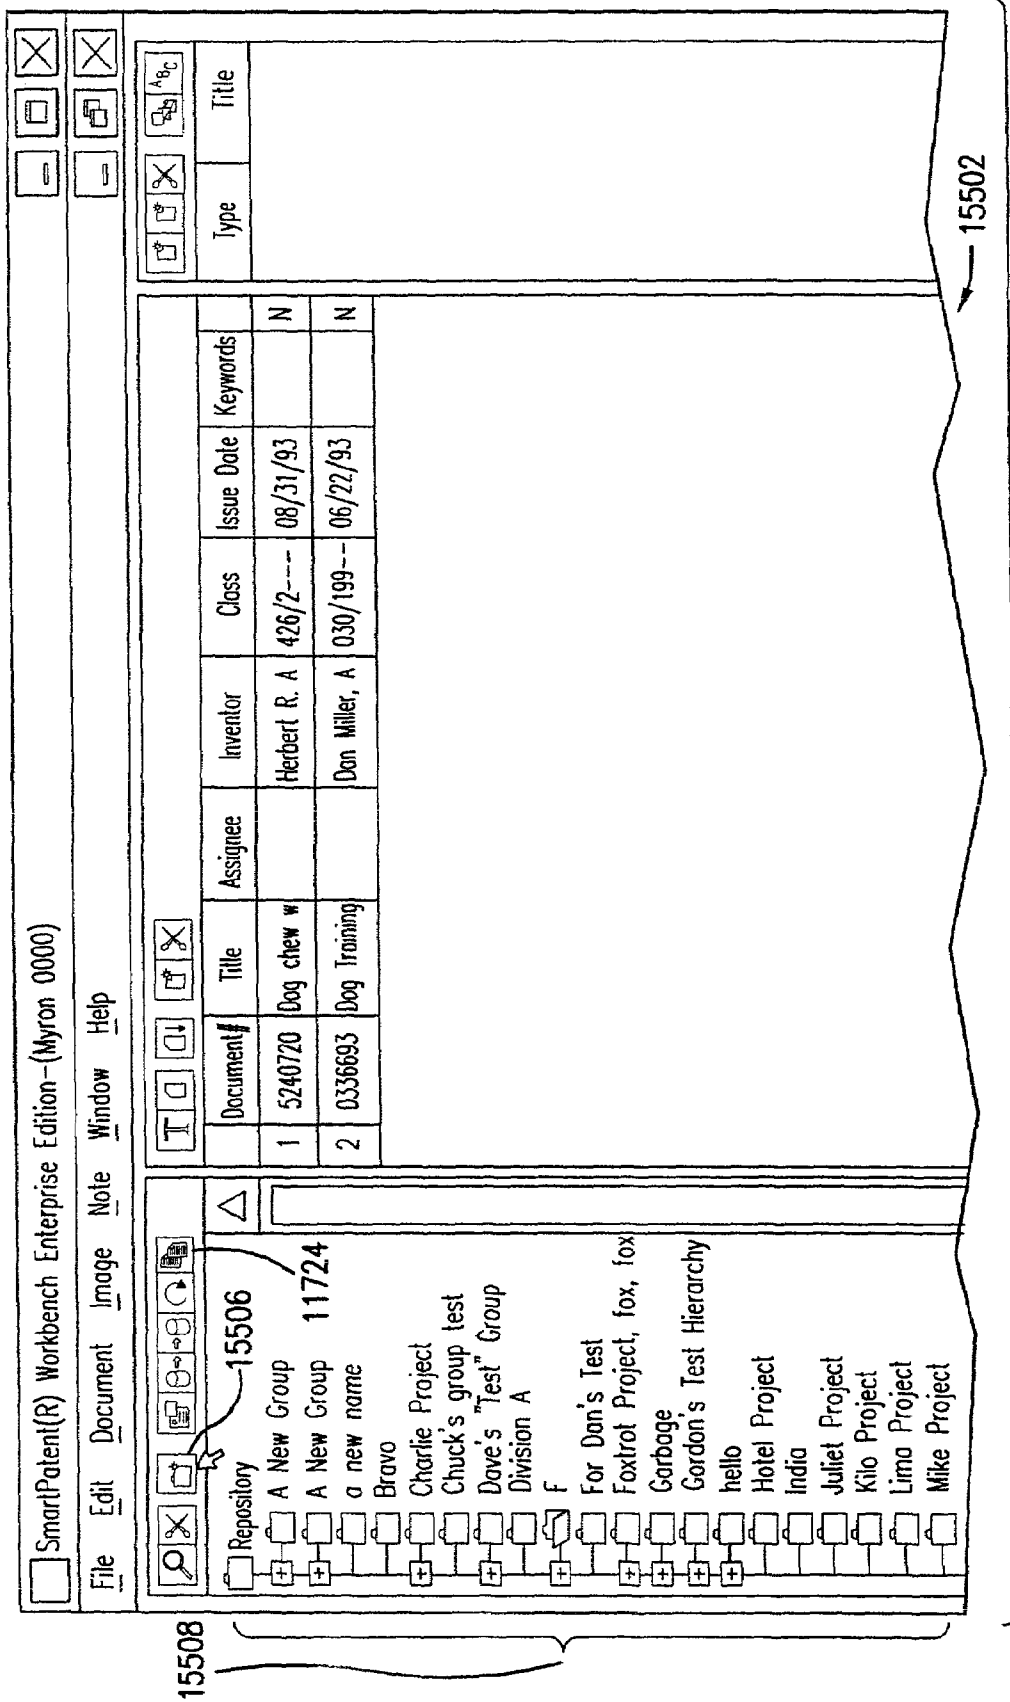 SmartPatent(R) Workbench Enterprise Edition-(Myron 0000)
File Edit Document Image Note Window Help
T
ABC
Document# Title Assignee Inventor Class Issue Date Keywords
1 5240720 Dog chew w Herbert R. A 426/2--- 08/31/93 N
2 D336693 Dog Training Dan Miller, A D30/199-- 06/22/93 N
Type Title
Repository
A New Group
A New Group
a new name
Bravo
Charlie Project
Chuck's group test
Dave's "Test" Group
Division A
F
For Dan's Test
Foxtrot Project, fox, fox
Garbage
Gordon's Test Hierarchy
hello
Hotel Project
India
Juliet Project
Kilo Project
Lima Project
Mike Project
15506
11724
15508
15502